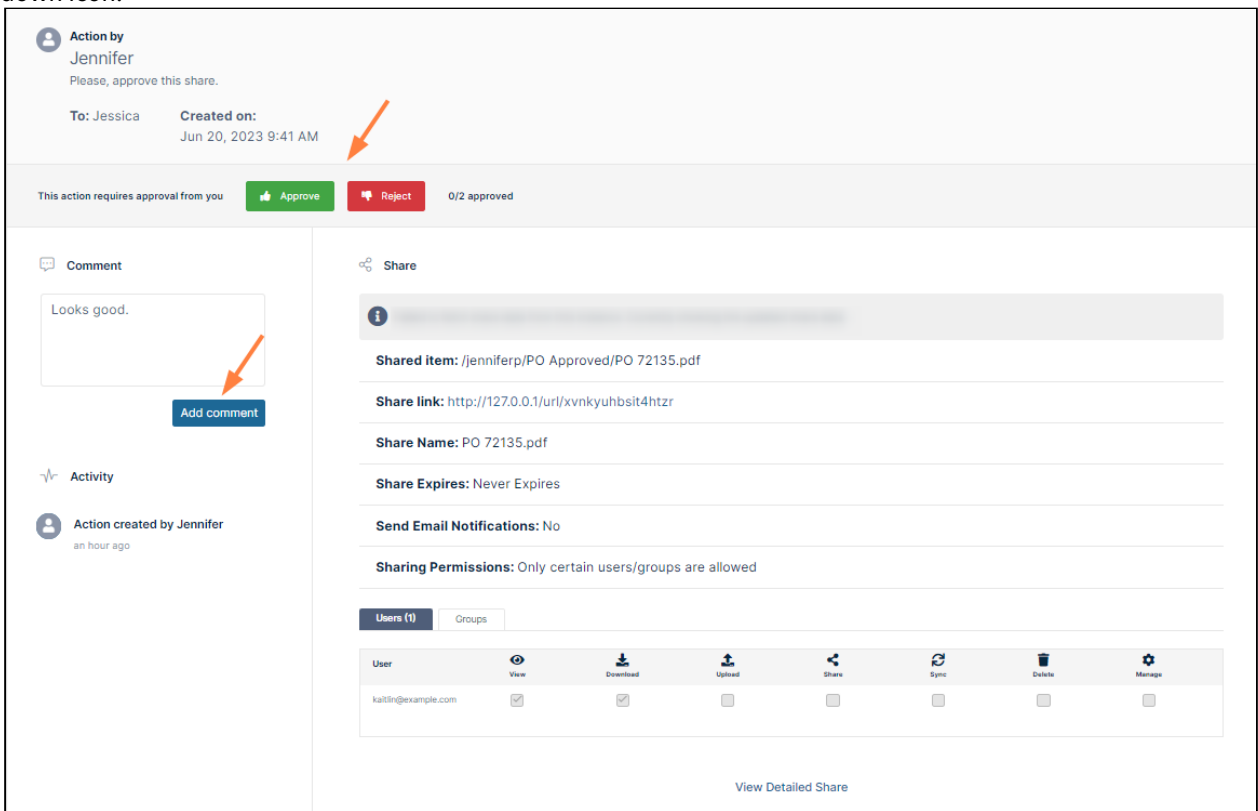 down icon.
Action by
Jennifer
Please, approve this share.
To: Jessica Created on:
Jun 20, 2023 9:41 AM
This action requires approval from you Approve Reject 0/2 approved
Comment
Looks good.
Add comment
Activity
Action created by Jennifer
an hour ago
Share
Shared item: /jenniferp/PO Approved/PO 72135.pdf
Share link: http://127.0.0.1/url/xvnkyuhbsit4htzr
Share Name: PO 72135.pdf
Share Expires: Never Expires
Send Email Notifications: No
Sharing Permissions: Only certain users/groups are allowed
Users (1) Groups
User View Download Upload Share Sync Delete Manage
kaitlin@example.com
View Detailed Share